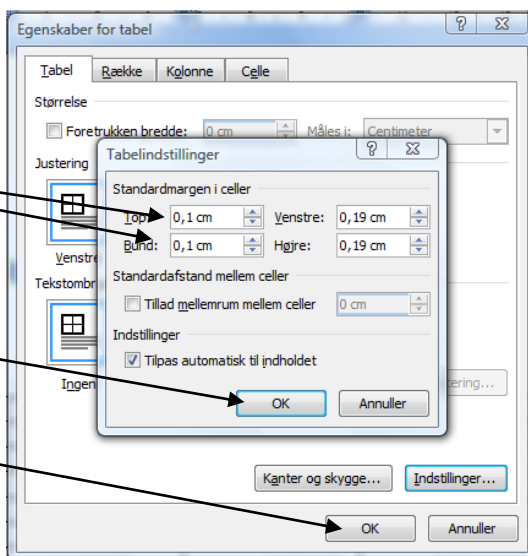 Egenskaber for tabel
Tabel Række Kolonne Celle
Størrelse
Foretrukken bredde: 0 cm Måles i: Centimeter
Justering
Venstre
Tekstombr
Ingen
Tabelindstillinger
Standardmargen i celler
Top: 0,1 cm Venstre: 0,19 cm
Bund: 0,1 cm Højre: 0,19 cm
Standardafstand mellem celler
Tillad mellemrum mellem celler 0 cm
Indstillinger
Tilpas automatisk til indholdet
OK Annuller
ering...
Kanter og skygge... Indstillinger...
OK Annuller